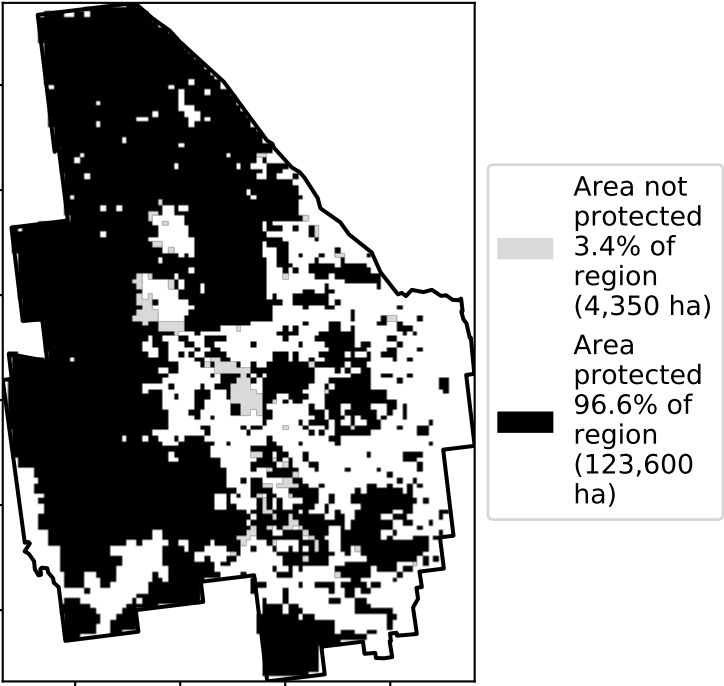 Area not
protected
3.4% of
region
(4,350 ha)
Area
protected
96.6% of
region
(123,600
ha)